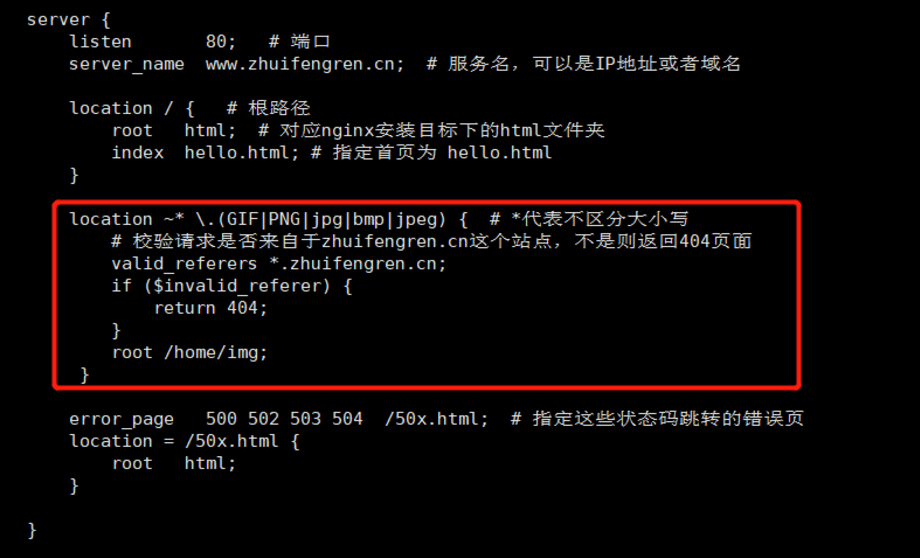 server {
    listen       80;   # 端口
    server_name  www.zhuifengren.cn;  # 服务名，可以是IP地址或者域名

    location / {   # 根路径
        root   html;  # 对应nginx安装目标下的html文件夹
        index  hello.html; # 指定首页为 hello.html
    }

    location ~* \.(GIF|PNG|jpg|bmp|jpeg) {  # *代表不区分大小写
        # 校验请求是否来自于zhuifengren.cn这个站点，不是则返回404页面
        valid_referers *.zhuifengren.cn;
        if ($invalid_referer) {
            return 404;
        }
        root /home/img;
     }

    error_page   500 502 503 504  /50x.html;  # 指定这些状态码跳转的错误页
    location = /50x.html {
        root   html;
    }

}